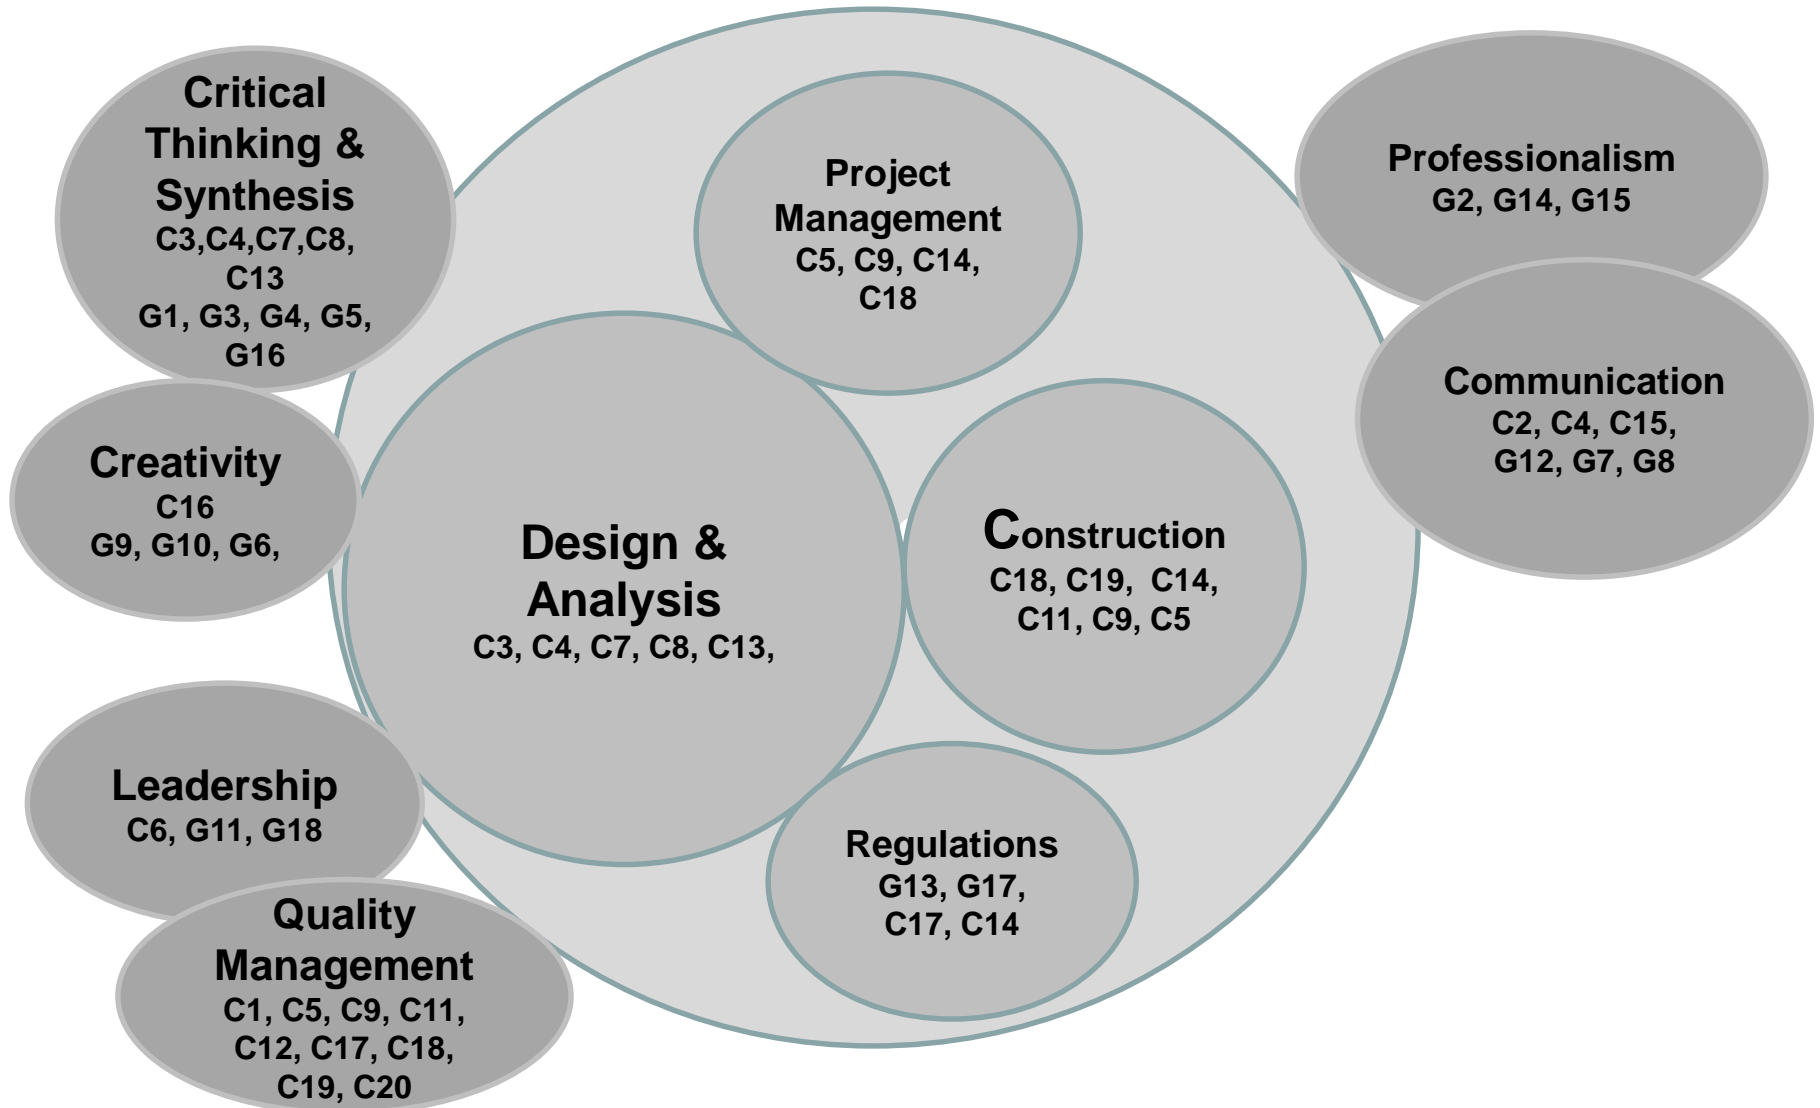 Critical
Thinking &
Synthesis
C3,C4,C7,C8,
C13
G1, G3, G4, G5,
G16
Creativity
C16
G9, G10, G6,
Leadership
C6, G11, G18
Quality
Management
C1, C5, C9, C11,
C12, C17, C18,
C19, C20
Project
Management
C5, C9, C14,
C18
Design &
Analysis
C3, C4, C7, C8, C13,
Construction
C18, C19,  C14,
C11, C9, C5
Regulations
G13, G17,
C17, C14
Professionalism
G2, G14, G15
Communication
C2, C4, C15,
G12, G7, G8